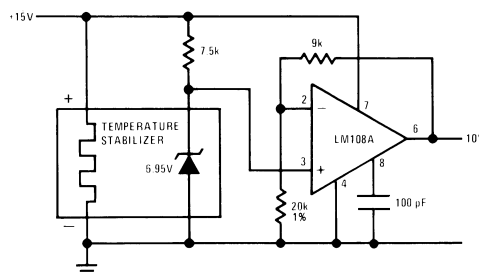 +15V
7.5k
9k
2
−
7
+
TEMPERATURE
STABILIZER
LM108A
6
10
6.95V
3
+
8
4
20k
1%
100 pF
−